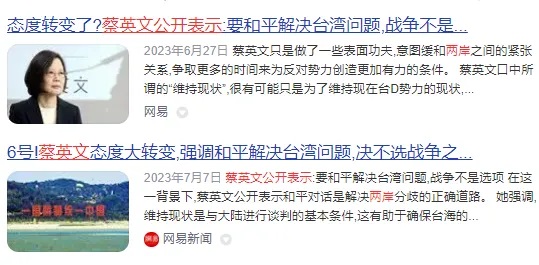 态度转变了?蔡英文公开表示:要和平解决台湾问题,战争不是...
2023年6月27日 蔡英文只是做了一些表面功夫,意图缓和两岸之间的紧张
关系,争取更多的时间来为反对势力创造更加有力的条件。 蔡英文口中所
谓的“维持现状”,很有可能只是为了维持现在台D势力的现状,...
文
网易
6号!蔡英文态度大转变,强调和平解决台湾问题,决不选战争之...
2023年7月7日 蔡英文公开表示:要和平解决台湾问题,战争不是选项 在这
一背景下,蔡英文公开表示和平对话是解决两岸分歧的正确道路。 她强调,
维持现状是与大陆进行谈判的基本条件,这有助于确保台海的...
网易新闻